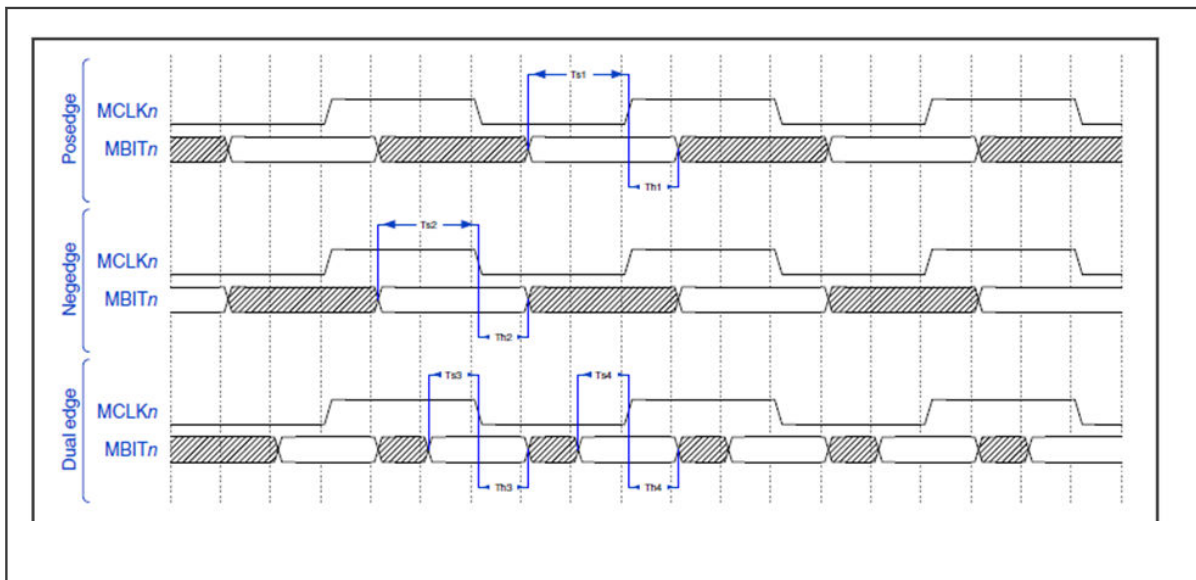 Posedge
Ts1
MCLKn
MBITn
Th1
Negedge
Ts2
MCLKn
MBITn
Th2
Dual edge
Ts3 Ts4
MCLKn
MBITn
Th3 Th4